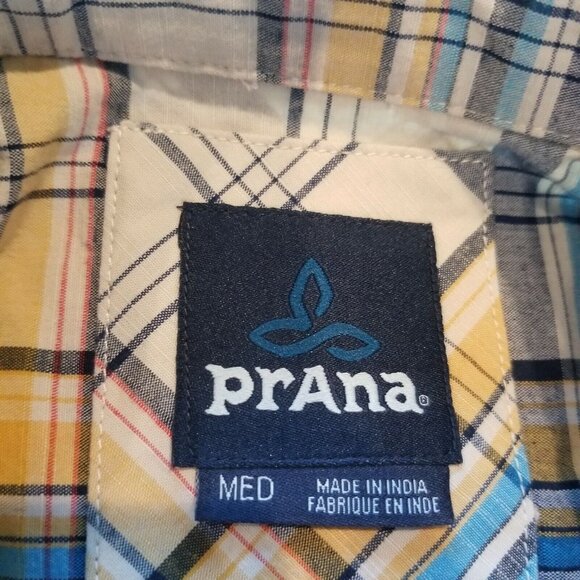 prAna®
MED
MADE IN INDIA
FABRIQUE EN INDE